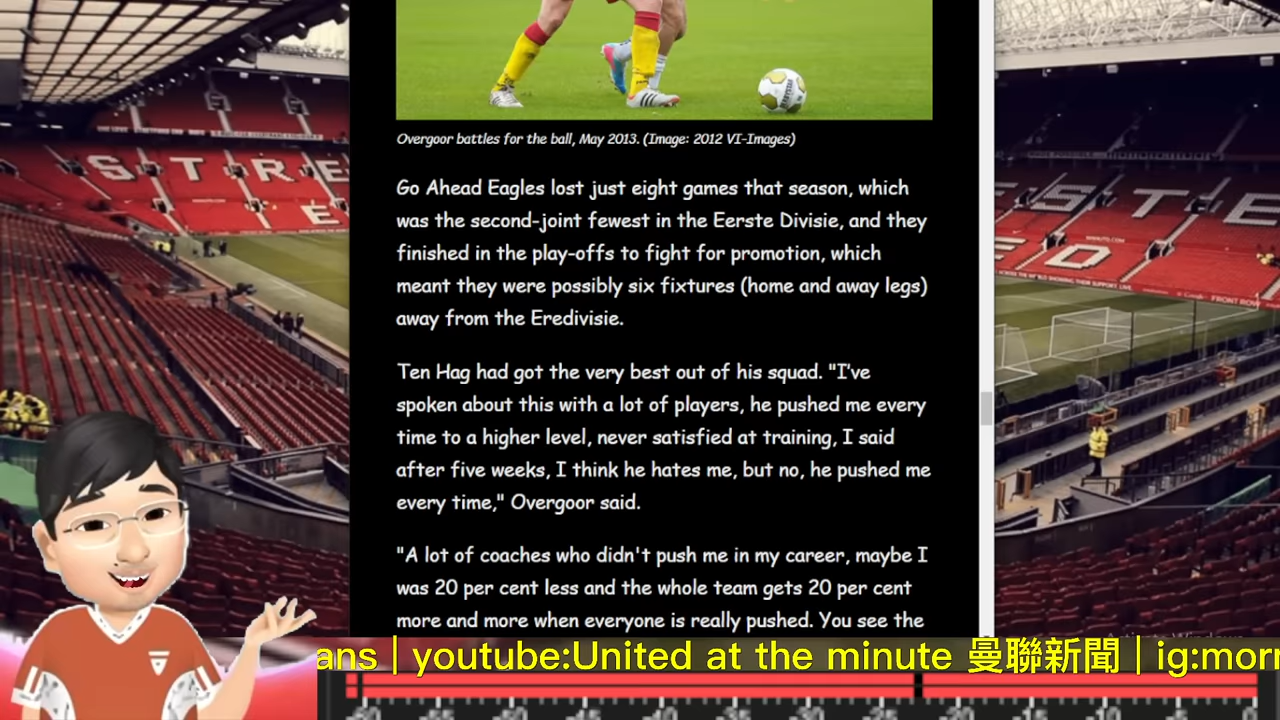 S T R E
E
S T E
E D
Overgoor battles for the ball, May 2013. (Image: 2012 VI-Images)
Go Ahead Eagles lost just eight games that season, which
was the second-joint fewest in the Eerste Divisie, and they
finished in the play-offs to fight for promotion, which
meant they were possibly six fixtures (home and away legs)
away from the Eredivisie.
Ten Hag had got the very best out of his squad. "I've
spoken about this with a lot of players, he pushed me every
time to a higher level, never satisfied at training, I said
after five weeks, I think he hates me, but no, he pushed me
every time," Overgoor said.
"A lot of coaches who didn't push me in my career, maybe I
was 20 per cent less and the whole team gets 20 per cent
more and more when everyone is really pushed. You see the
ans | youtube:United at the minute 曼聯新聞 | ig:morr